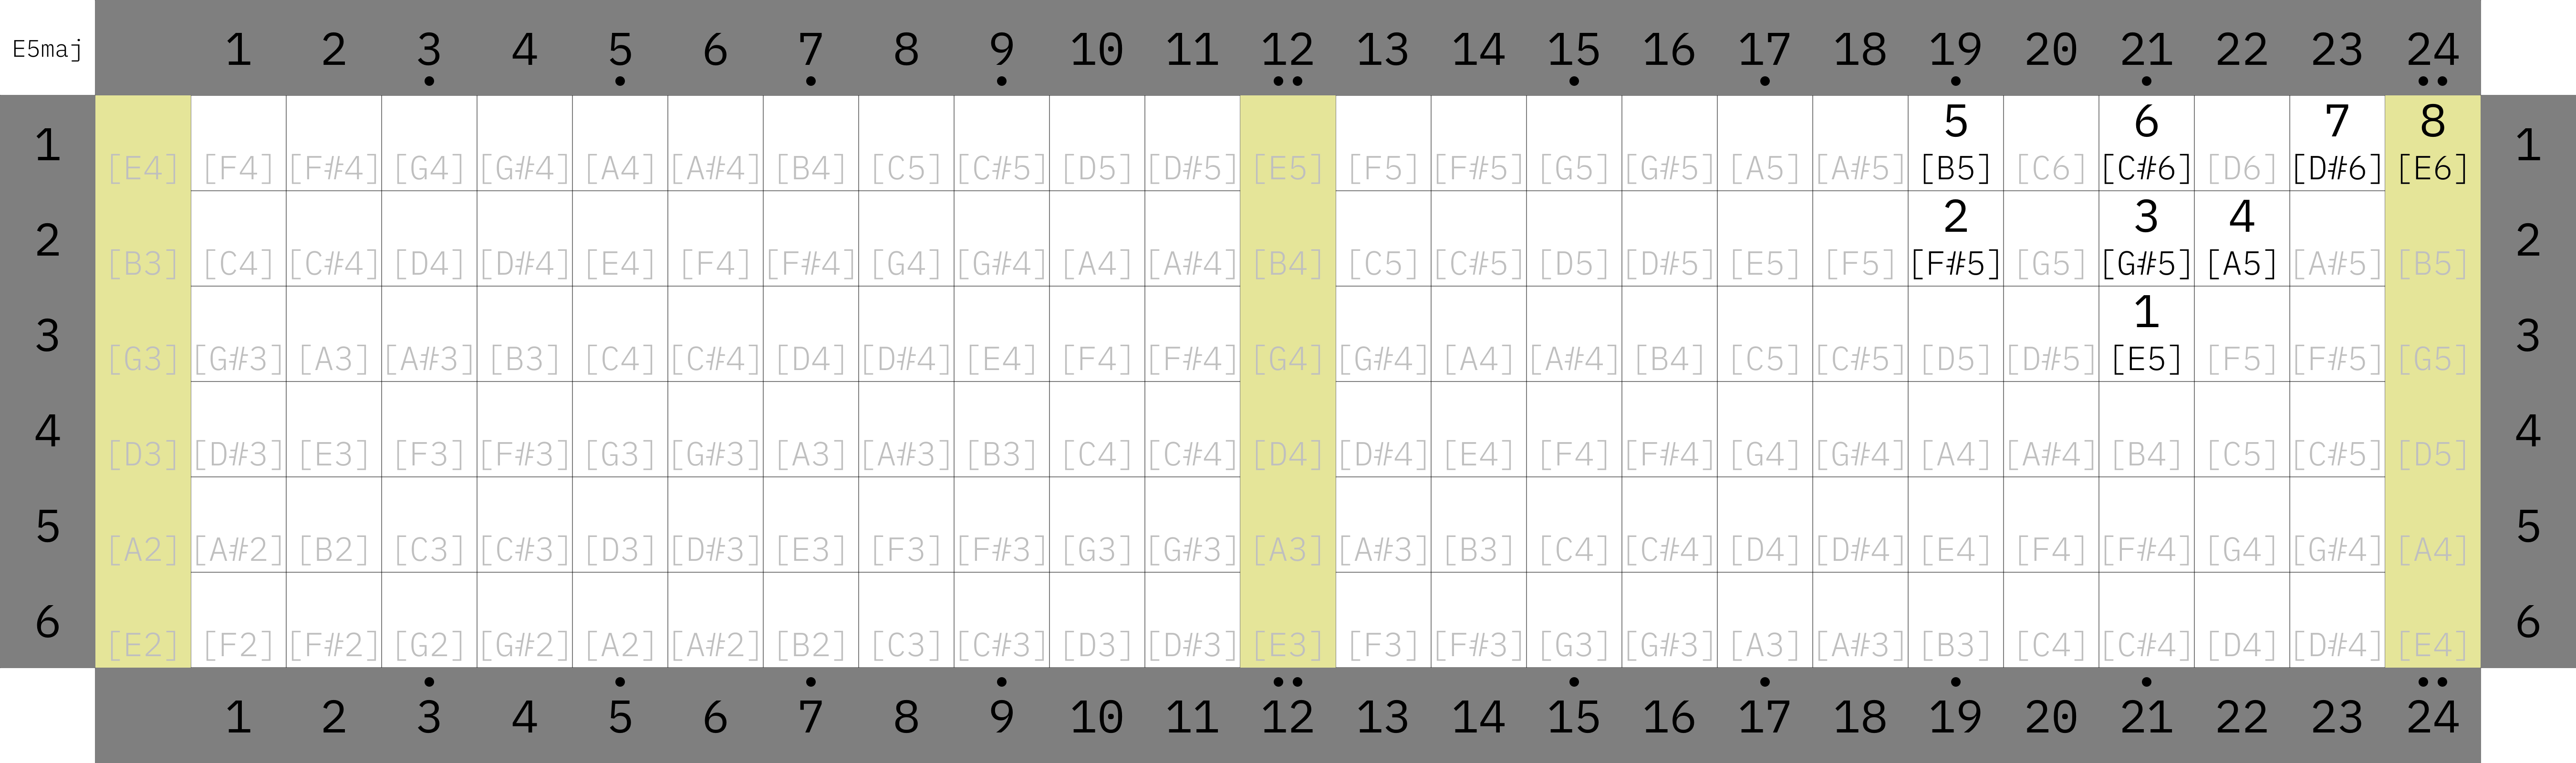 E5maj 1 2 3 4 5 6 7 8 9 10 11 12 13 14 15 16 17 18 19 20 21 22 23 24
5 6 7 8
1 [E4] [F4] [F#4] [G4] [G#4] [A4] [A#4] [B4] [C5] [C#5] [D5] [D#5] [E5] [F5] [F#5] [G5] [G#5] [A5] [A#5] [B5] [C6] [C#6] [D6] [D#6] [E6] 1
2 3 4
2 [B3] [C4] [C#4] [D4] [D#4] [E4] [F4] [F#4] [G4] [G#4] [A4] [A#4] [B4] [C5] [C#5] [D5] [D#5] [E5] [F5] [F#5] [G5] [G#5] [A5] [A#5] [B5] 2
1
3 [G3] [G#3] [A3] [A#3] [B3] [C4] [C#4] [D4] [D#4] [E4] [F4] [F#4] [G4] [G#4] [A4] [A#4] [B4] [C5] [C#5] [D5] [D#5] [E5] [F5] [F#5] [G5] 3
4 [D3] [D#3] [E3] [F3] [F#3] [G3] [G#3] [A3] [A#3] [B3] [C4] [C#4] [D4] [D#4] [E4] [F4] [F#4] [G4] [G#4] [A4] [A#4] [B4] [C5] [C#5] [D5] 4
5 [A2] [A#2] [B2] [C3] [C#3] [D3] [D#3] [E3] [F3] [F#3] [G3] [G#3] [A3] [A#3] [B3] [C4] [C#4] [D4] [D#4] [E4] [F4] [F#4] [G4] [G#4] [A4] 5
6 [E2] [F2] [F#2] [G2] [G#2] [A2] [A#2] [B2] [C3] [C#3] [D3] [D#3] [E3] [F3] [F#3] [G3] [G#3] [A3] [A#3] [B3] [C4] [C#4] [D4] [D#4] [E4] 6
1 2 3 4 5 6 7 8 9 10 11 12 13 14 15 16 17 18 19 20 21 22 23 24